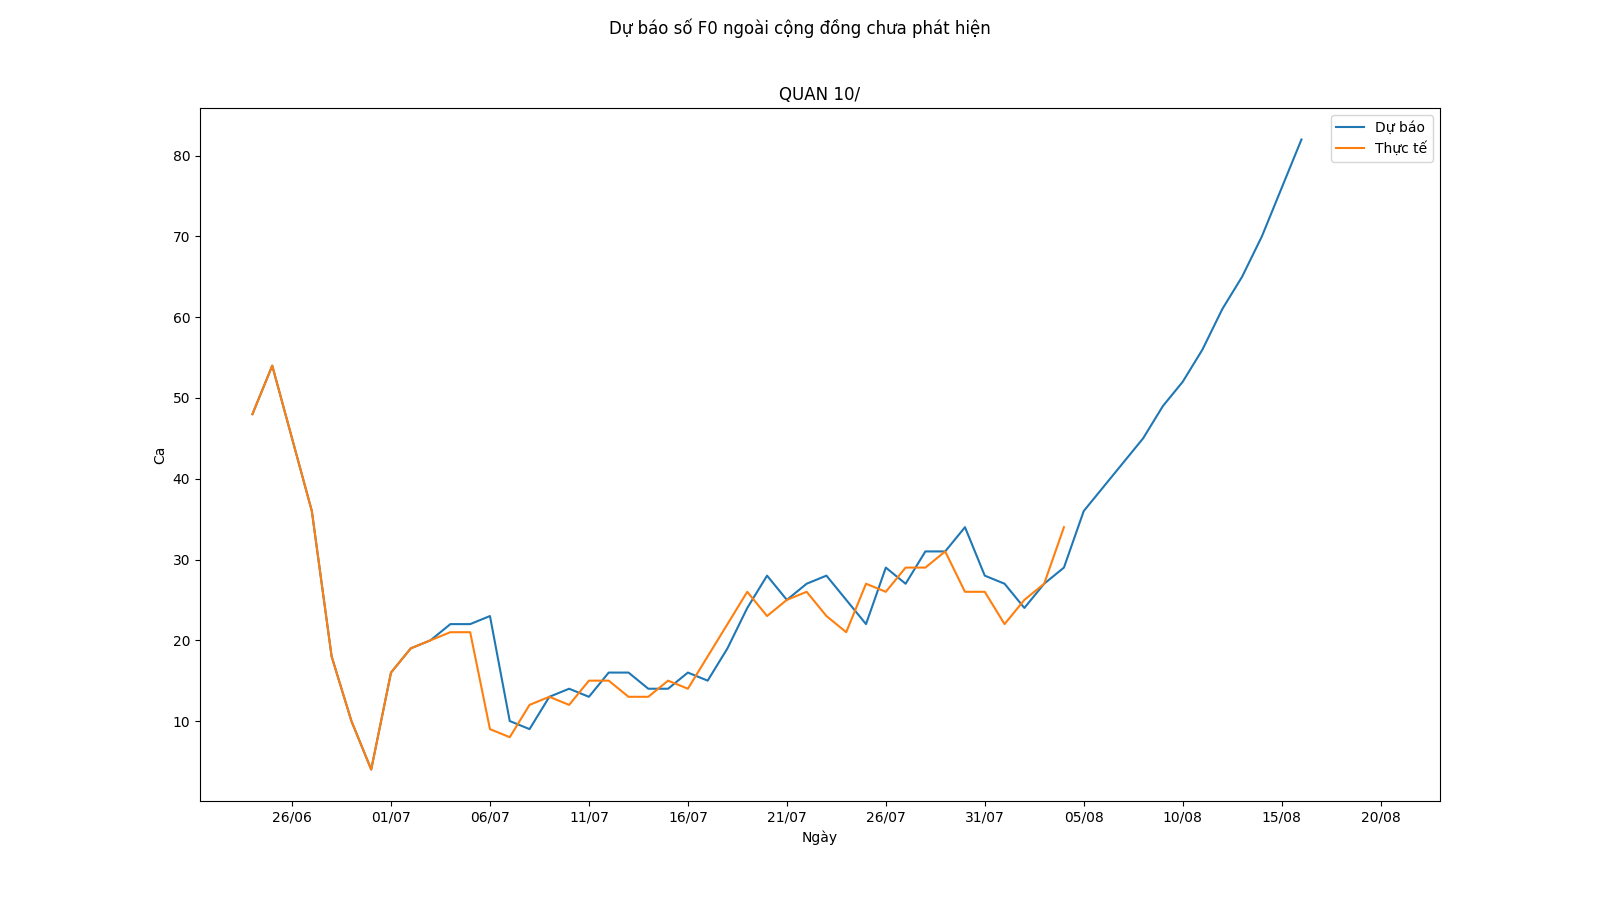 Dự báo số F0 ngoài cộng đồng chưa phát hiện
QUAN 10/
Dự báo
Thực tế
80
70
60
50
40
30
20
10
Ca
26/06 01/07 06/07 11/07 16/07 21/07 26/07 31/07 05/08 10/08 15/08 20/08
Ngày